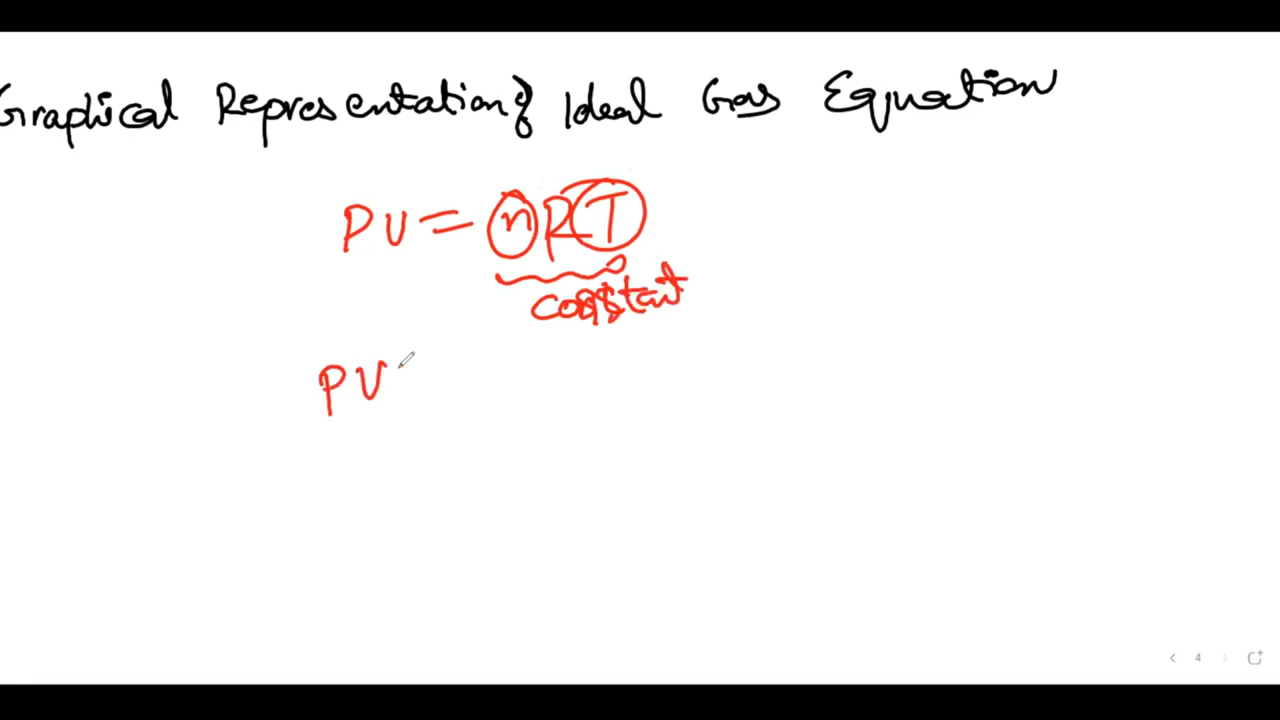 Graphical Representation of Ideal Gas Equation
PV = nRT
constant
PV
4